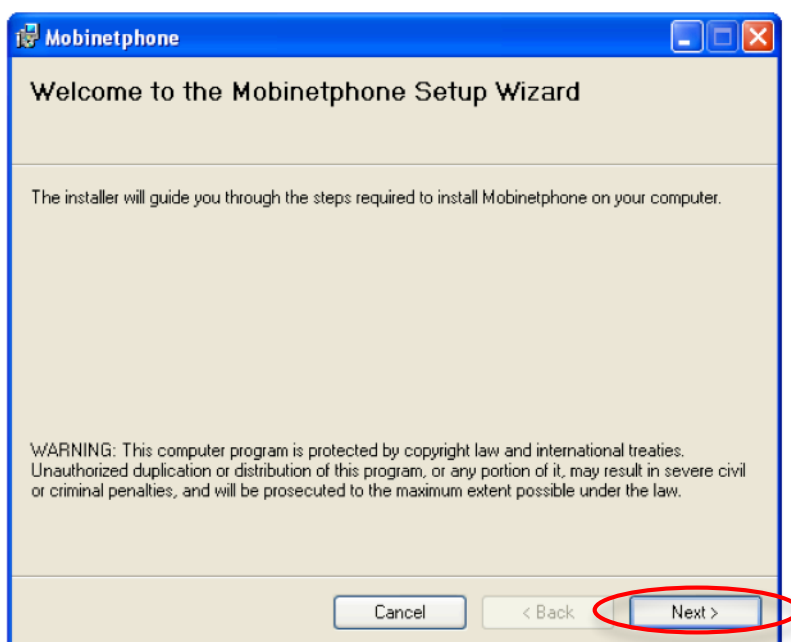 Mobinetphone
Welcome to the Mobinetphone Setup Wizard
The installer will guide you through the steps required to install Mobinetphone on your computer.
WARNING: This computer program is protected by copyright law and international treaties.
Unauthorized duplication or distribution of this program, or any portion of it, may result in severe civil
or criminal penalties, and will be prosecuted to the maximum extent possible under the law.
Cancel < Back Next >